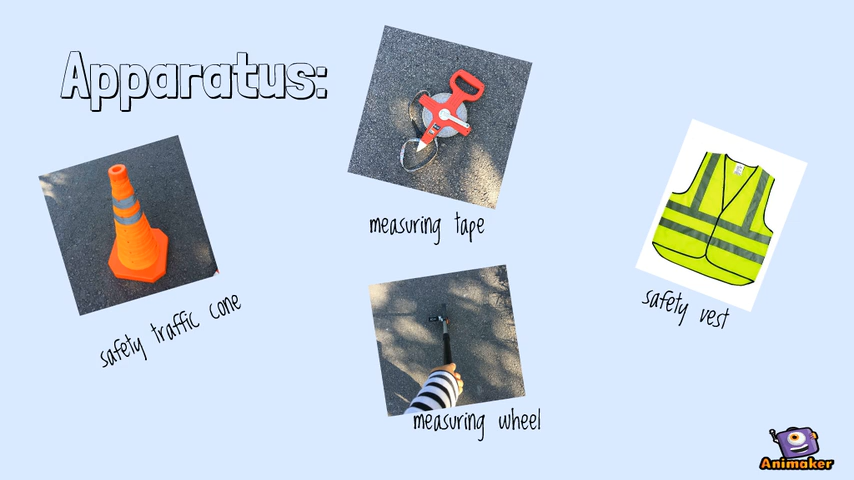 Apparatus:
measuring tape
safety traffic cone
safety vest
measuring wheel
Animaker